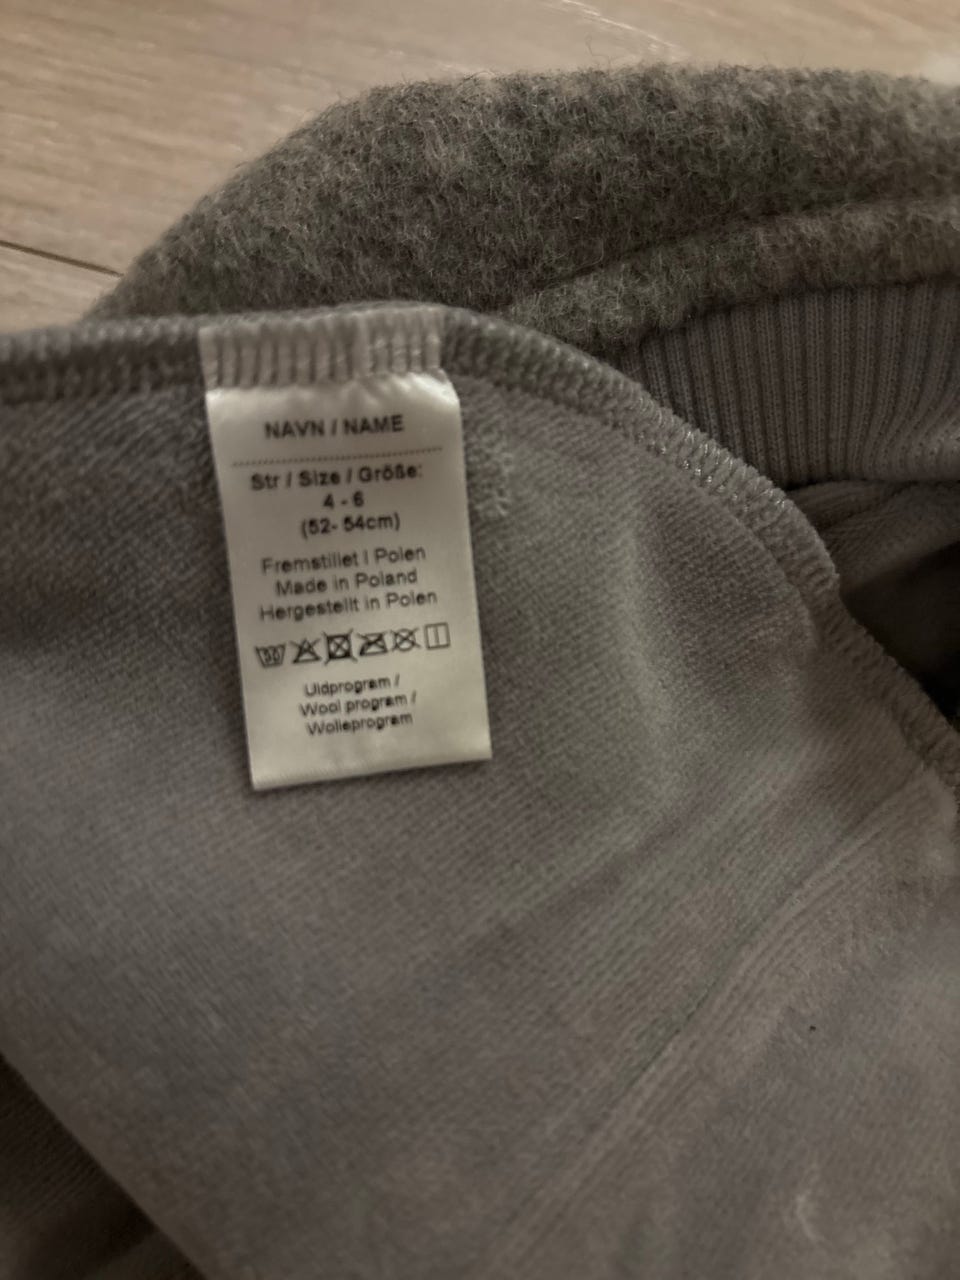 NAVN / NAME
Str / Size / Größe:
4 - 6
(52- 54cm)
Fremstillet I Polen
Made in Poland
Hergestellt in Polen
30
Uldprogram /
Wool program /
Wolleprogram